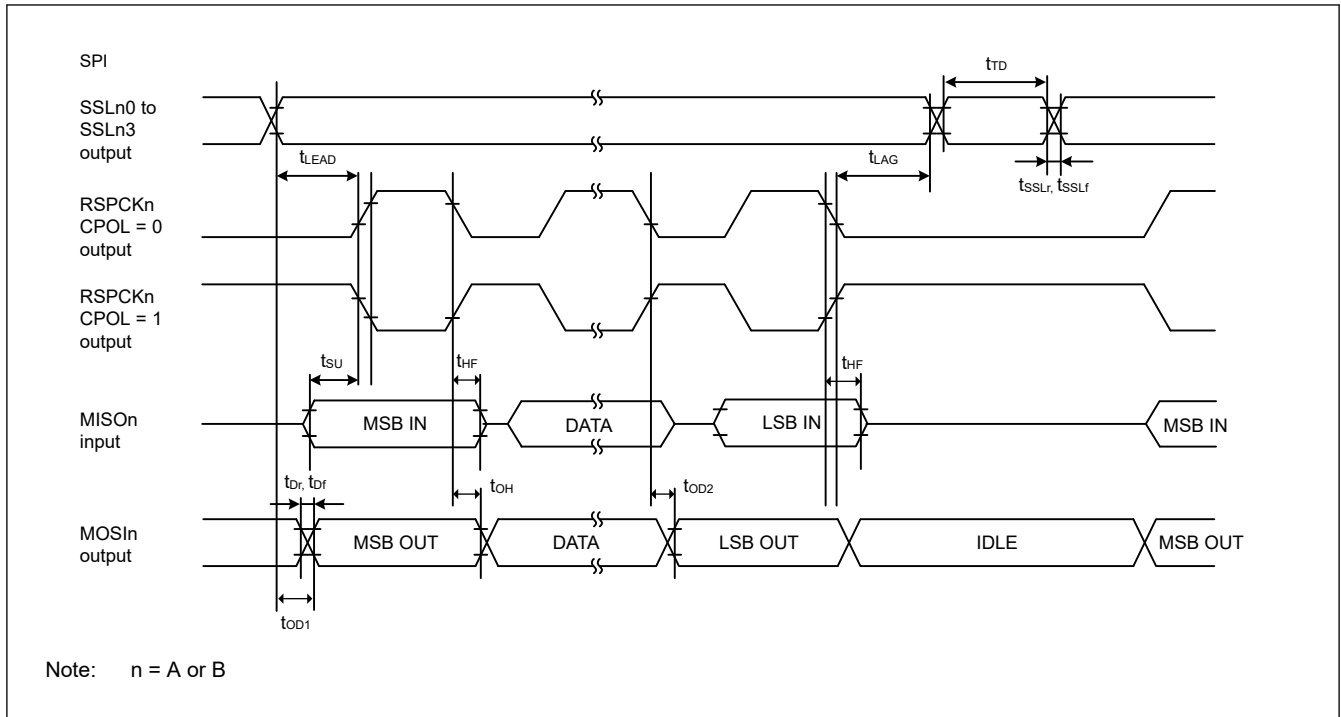 SPI
SSLn0 to
SSLn3
output
tTD
tLEAD
tLAG
tSSLr, tSSLf
RSPCKn
CPOL = 0
output
RSPCKn
CPOL = 1
output
tSU
tHF
tHF
MISOn
input
MSB IN
DATA
LSB IN
MSB IN
tDr, tDf
tOH
tOD2
MOSIn
output
MSB OUT
DATA
LSB OUT
IDLE
MSB OUT
tOD1
Note: n = A or B